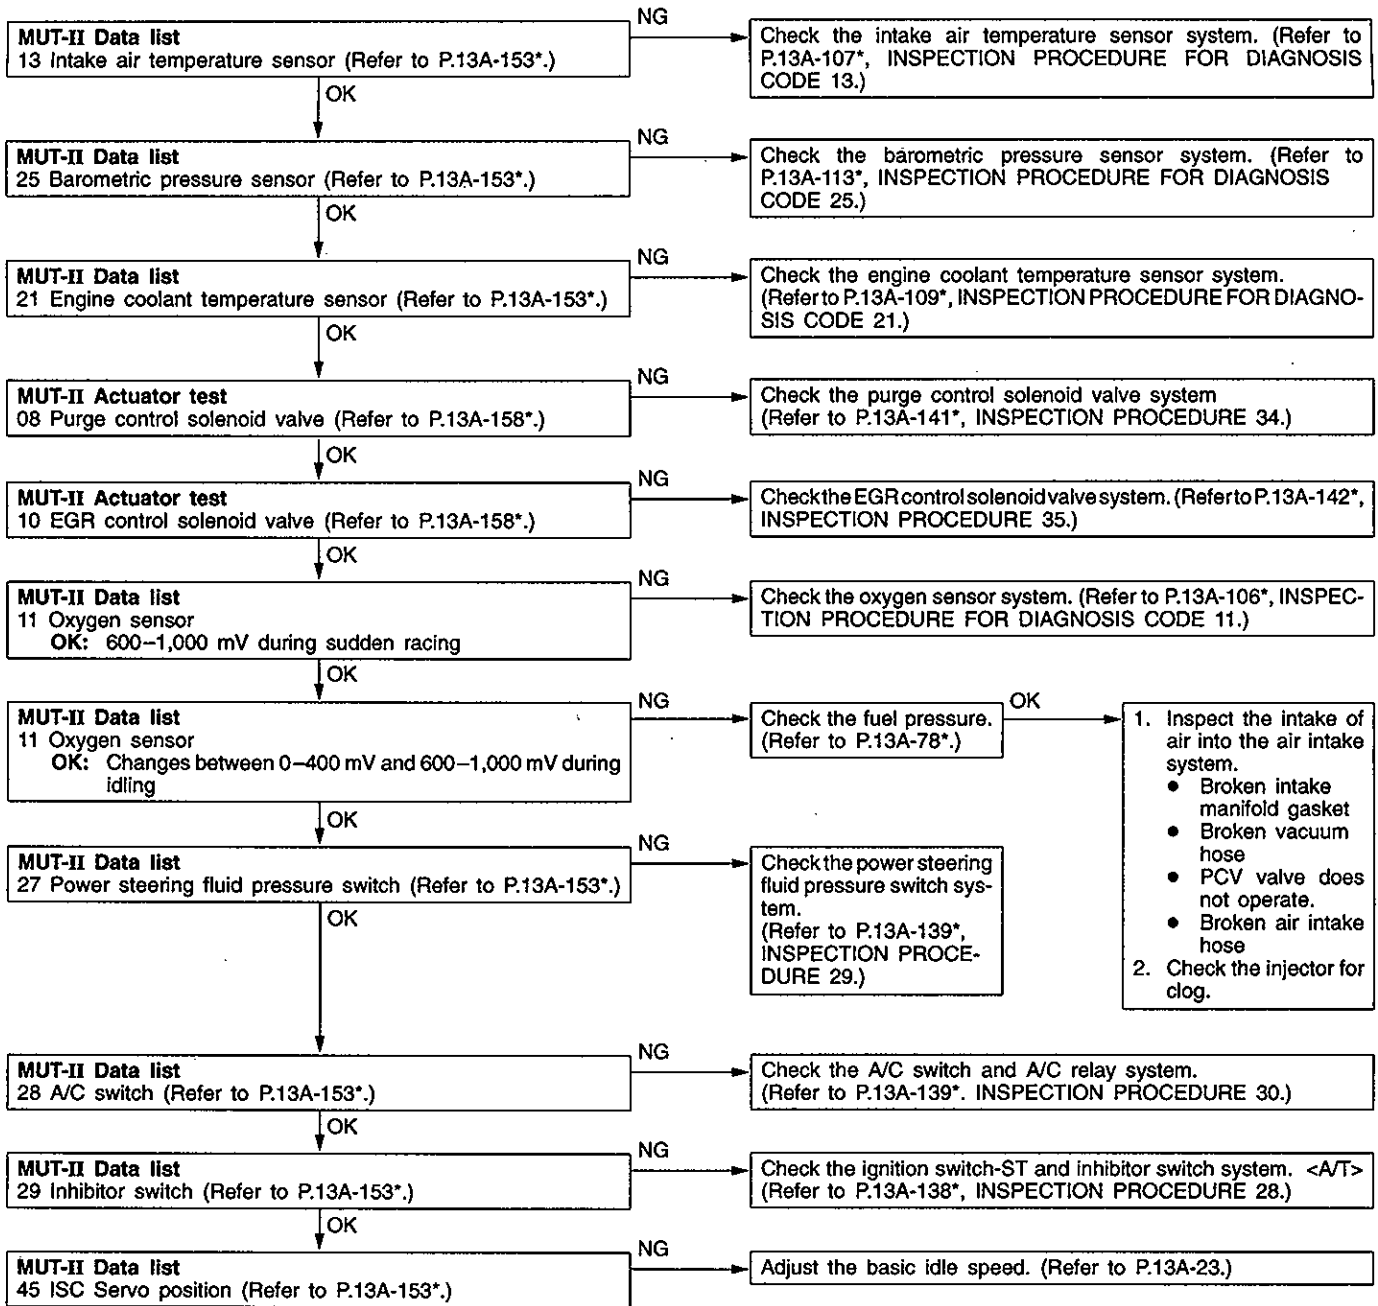 NG
MUT-II Data list
13 Intake air temperature sensor (Refer to P.13A-153*.)
Check the intake air temperature sensor system. (Refer to
P.13A-107*, INSPECTION PROCEDURE FOR DIAGNOSIS
CODE 13.)
OK
NG
MUT-II Data list
25 Barometric pressure sensor (Refer to P.13A-153*.)
Check the barometric pressure sensor system. (Refer to
P.13A-113*, INSPECTION PROCEDURE FOR DIAGNOSIS
CODE 25.)
OK
NG
MUT-II Data list
21 Engine coolant temperature sensor (Refer to P.13A-153*.)
Check the engine coolant temperature sensor system.
(Refer to P.13A-109*, INSPECTION PROCEDURE FOR DIAGNO-
SIS CODE 21.)
OK
NG
MUT-II Actuator test
08 Purge control solenoid valve (Refer to P.13A-158*.)
Check the purge control solenoid valve system
(Refer to P.13A-141*, INSPECTION PROCEDURE 34.)
OK
NG
MUT-II Actuator test
10 EGR control solenoid valve (Refer to P.13A-158*.)
Check the EGR control solenoid valve system. (Refer to P.13A-142*,
INSPECTION PROCEDURE 35.)
OK
NG
MUT-II Data list
11 Oxygen sensor
OK: 600–1,000 mV during sudden racing
Check the oxygen sensor system. (Refer to P.13A-106*, INSPEC-
TION PROCEDURE FOR DIAGNOSIS CODE 11.)
OK
NG
MUT-II Data list
11 Oxygen sensor
OK: Changes between 0–400 mV and 600–1,000 mV during
idling
Check the fuel pressure.
(Refer to P.13A-78*.)
OK
1. Inspect the intake of
air into the air intake
system.
● Broken intake
manifold gasket
● Broken vacuum
hose
● PCV valve does
not operate.
● Broken air intake
hose
2. Check the injector for
clog.
OK
NG
MUT-II Data list
27 Power steering fluid pressure switch (Refer to P.13A-153*.)
Check the power steering
fluid pressure switch sys-
tem.
(Refer to P.13A-139*,
INSPECTION PROCE-
DURE 29.)
OK
NG
MUT-II Data list
28 A/C switch (Refer to P.13A-153*.)
Check the A/C switch and A/C relay system.
(Refer to P.13A-139*. INSPECTION PROCEDURE 30.)
OK
NG
MUT-II Data list
29 Inhibitor switch (Refer to P.13A-153*.)
Check the ignition switch-ST and inhibitor switch system. <A/T>
(Refer to P.13A-138*, INSPECTION PROCEDURE 28.)
OK
NG
MUT-II Data list
45 ISC Servo position (Refer to P.13A-153*.)
Adjust the basic idle speed. (Refer to P.13A-23.)